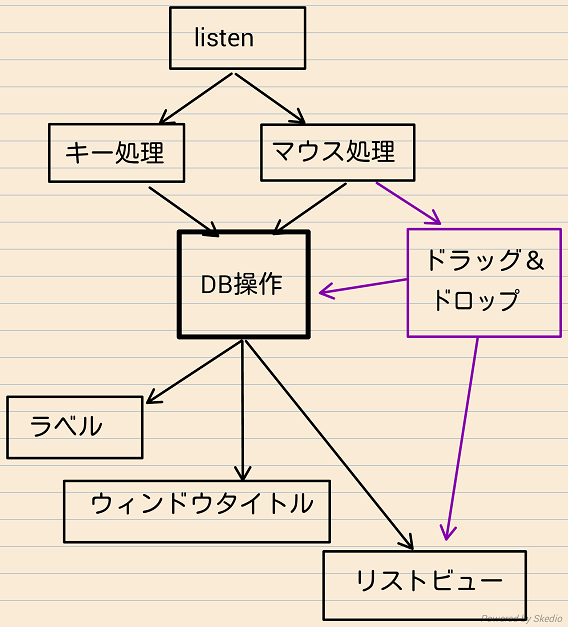 listen
キー処理
マウス処理
ドラッグ&
ドロップ
DB操作
ラベル
ウィンドウタイトル
リストビュー
Powered by Skedio